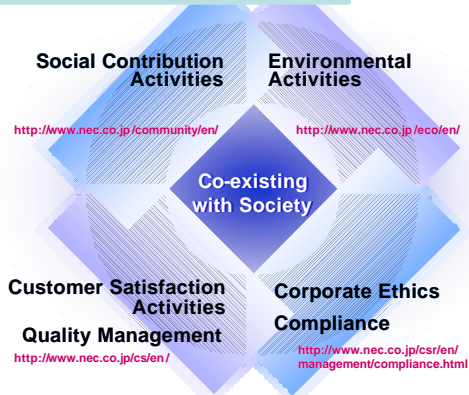 Social Contribution
Activities
http://www.nec.co.jp/community/en/
Environmental
Activities
http://www.nec.co.jp/eco/en/
Co-existing
with Society
Customer Satisfaction
Activities
Quality Management
http://www.nec.co.jp/cs/en/
Corporate Ethics
Compliance
http://www.nec.co.jp/csr/en/
management/compliance.html